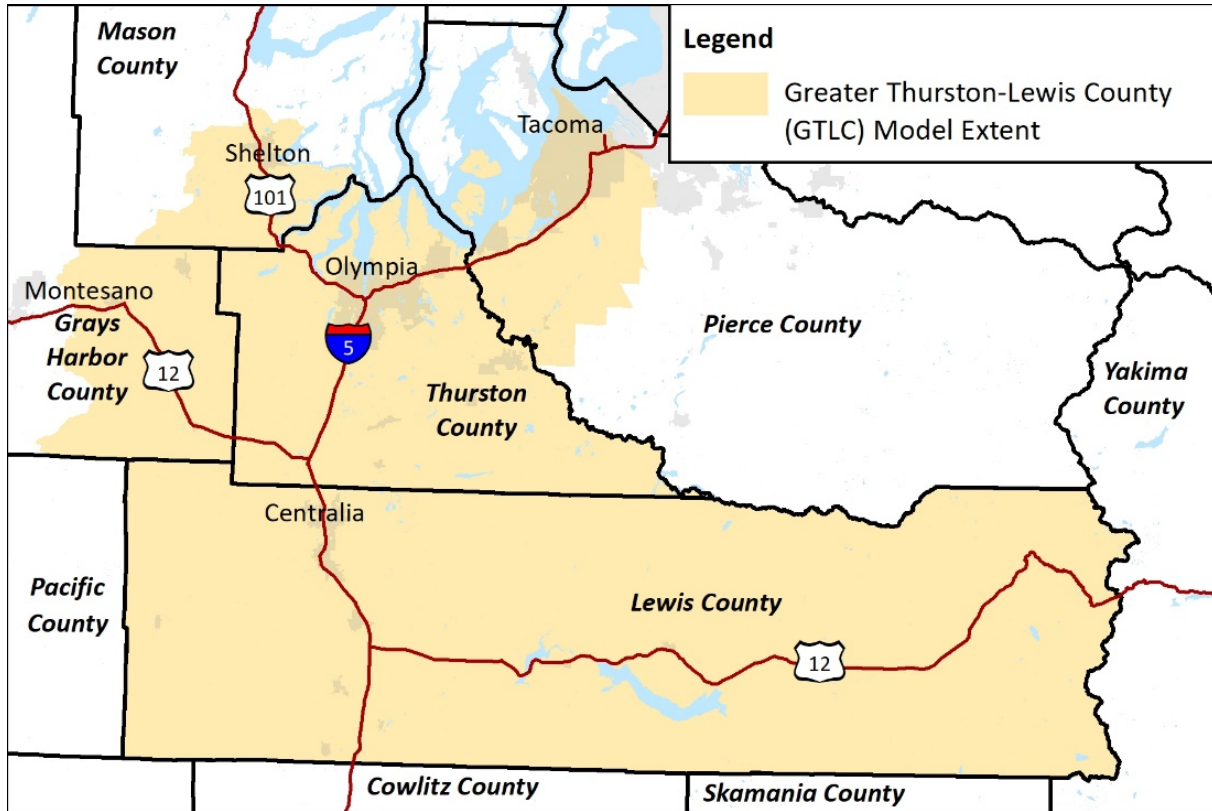 Mason
County
Legend
Greater Thurston-Lewis County
(GTLC) Model Extent
Tacoma
Shelton
101
Olympia
Montesano
Grays
Harbor
County
12
5
Pierce County
Thurston
County
Yakima
County
Centralia
Pacific
County
Lewis County
12
Cowlitz County
Skamania County